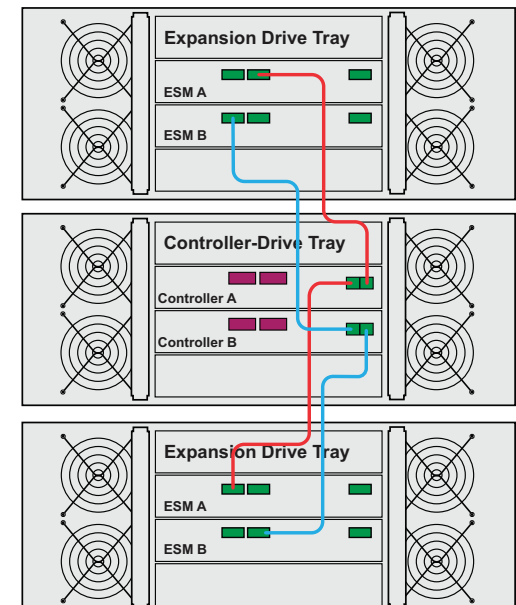 Expansion Drive Tray
ESM A
ESM B
Controller-Drive Tray
Controller A
Controller B
Expansion Drive Tray
ESM A
ESM B